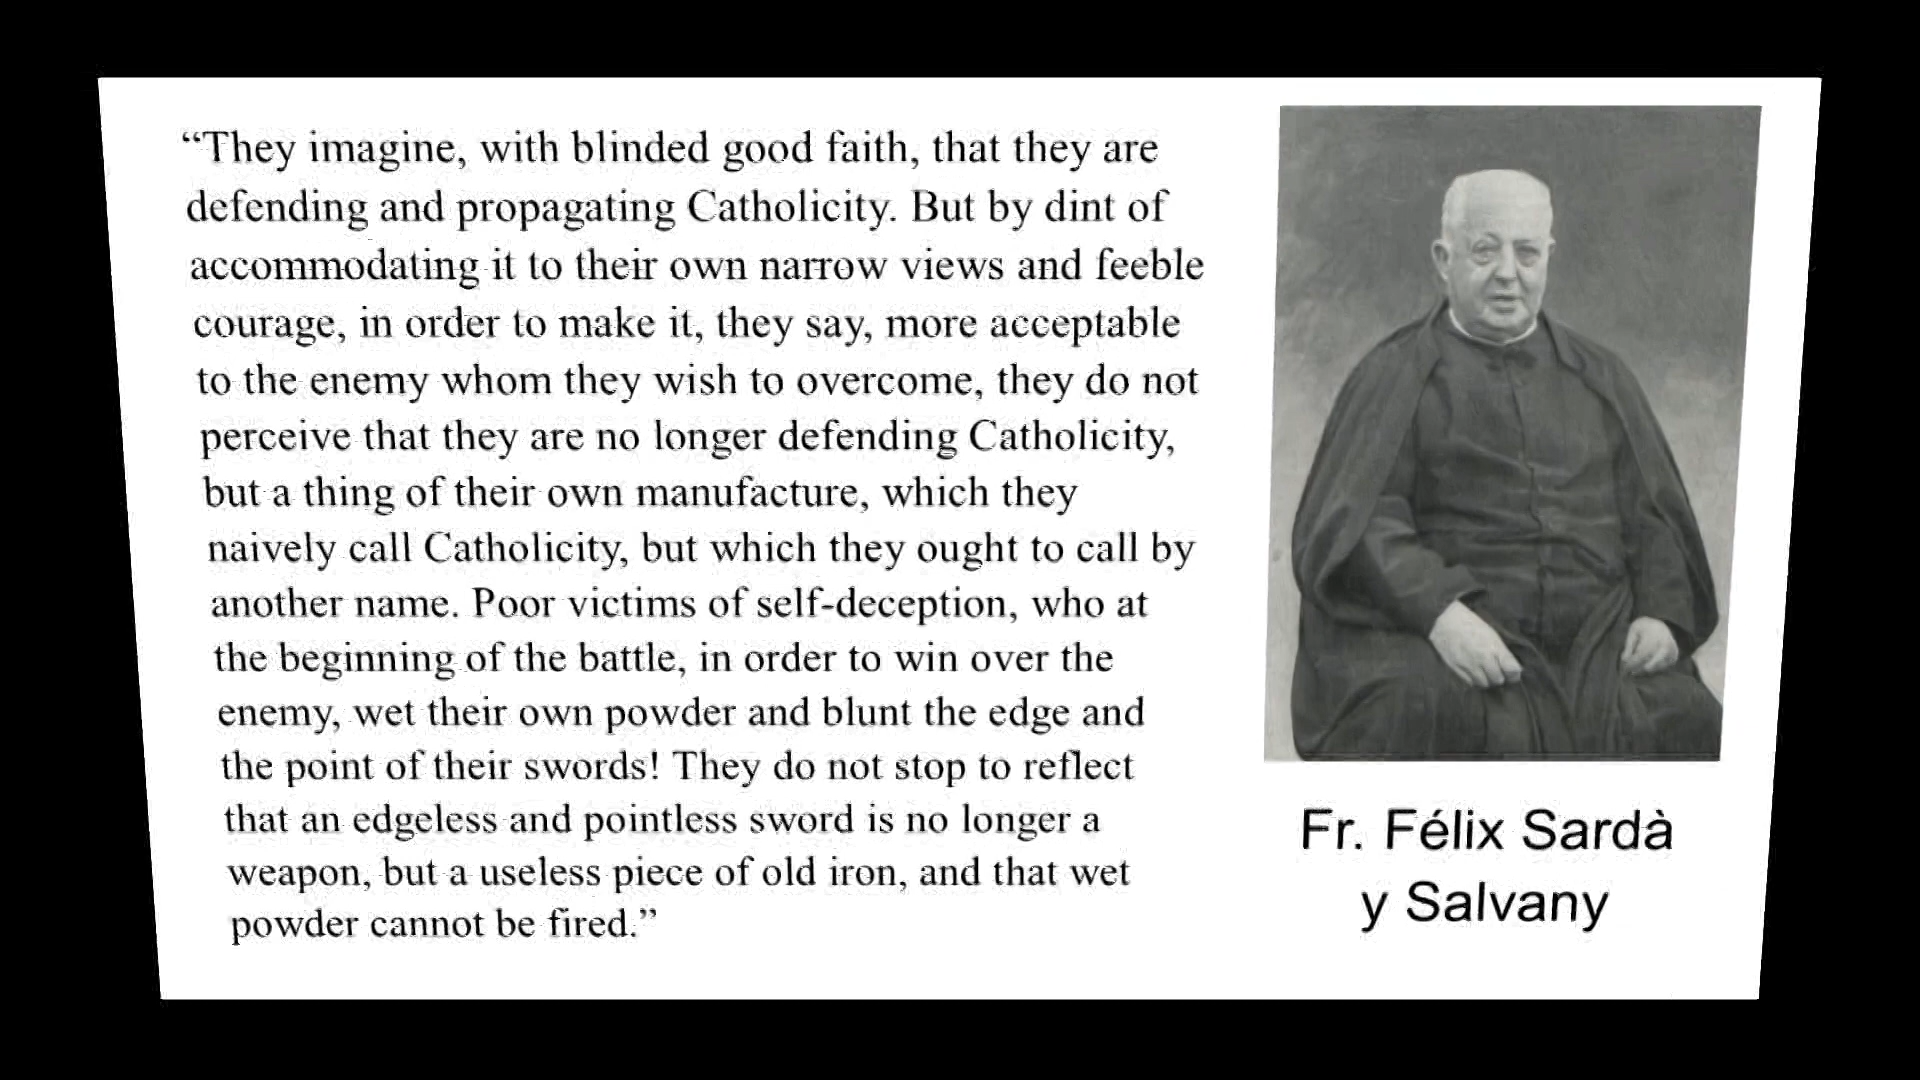 “They imagine, with blinded good faith, that they are
defending and propagating Catholicity. But by dint of
accommodating it to their own narrow views and feeble
courage, in order to make it, they say, more acceptable
to the enemy whom they wish to overcome, they do not
perceive that they are no longer defending Catholicity,
but a thing of their own manufacture, which they
naively call Catholicity, but which they ought to call by
another name. Poor victims of self-deception, who at
the beginning of the battle, in order to win over the
enemy, wet their own powder and blunt the edge and
the point of their swords! They do not stop to reflect
that an edgeless and pointless sword is no longer a
weapon, but a useless piece of old iron, and that wet
powder cannot be fired.”
Fr. Félix Sardà
y Salvany